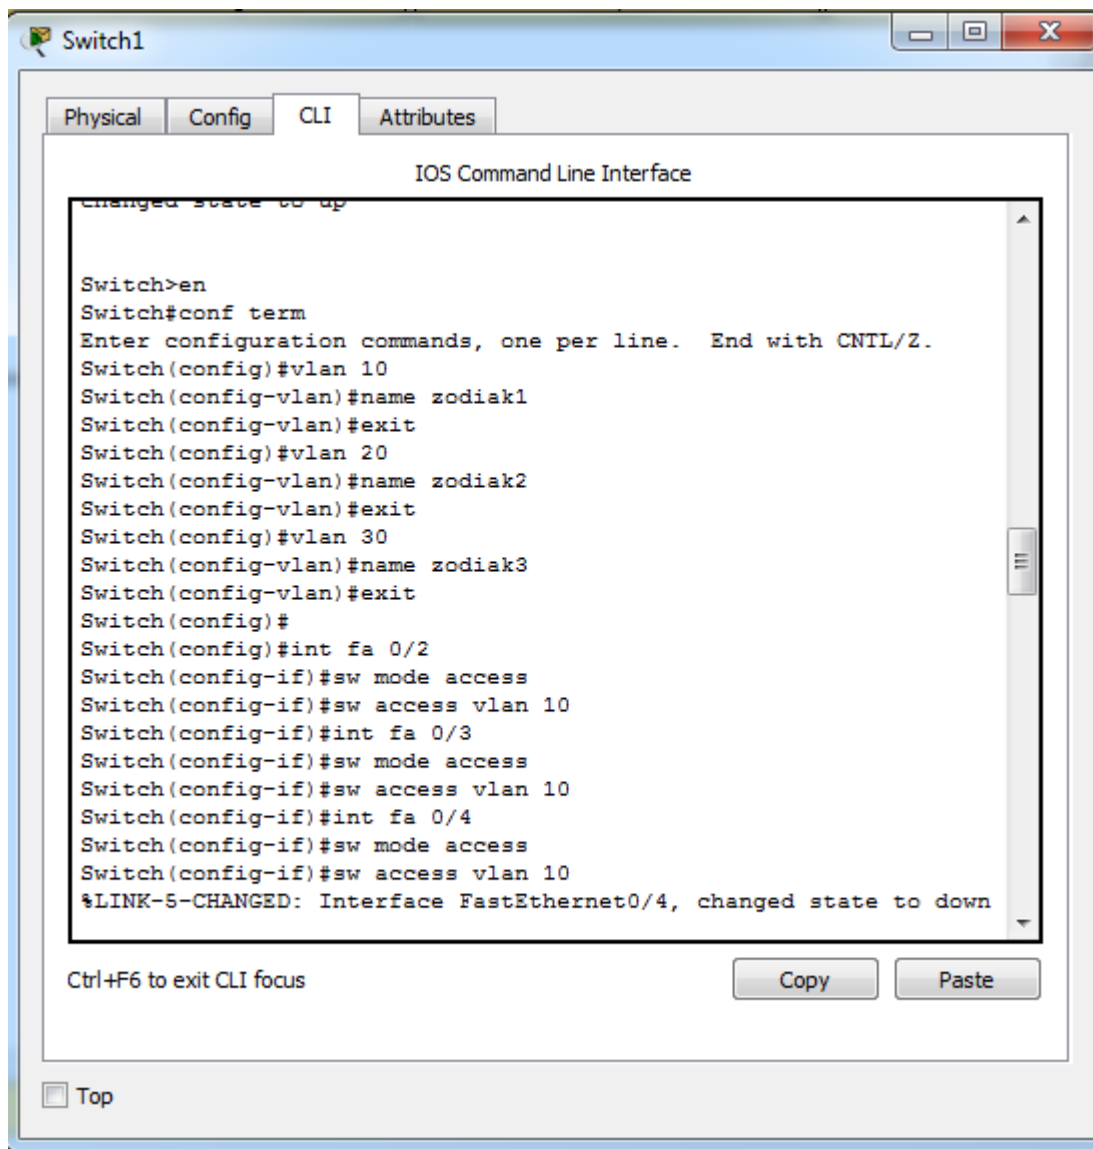 Switch1
Physical Config CLI Attributes
IOS Command Line Interface
changed state to up
Switch>en
Switch#conf term
Enter configuration commands, one per line.  End with CNTL/Z.
Switch(config)#vlan 10
Switch(config-vlan)#name zodiak1
Switch(config-vlan)#exit
Switch(config)#vlan 20
Switch(config-vlan)#name zodiak2
Switch(config-vlan)#exit
Switch(config)#vlan 30
Switch(config-vlan)#name zodiak3
Switch(config-vlan)#exit
Switch(config)#
Switch(config)#int fa 0/2
Switch(config-if)#sw mode access
Switch(config-if)#sw access vlan 10
Switch(config-if)#int fa 0/3
Switch(config-if)#sw mode access
Switch(config-if)#sw access vlan 10
Switch(config-if)#int fa 0/4
Switch(config-if)#sw mode access
Switch(config-if)#sw access vlan 10
%LINK-5-CHANGED: Interface FastEthernet0/4, changed state to down
Ctrl+F6 to exit CLI focus Copy Paste
Top